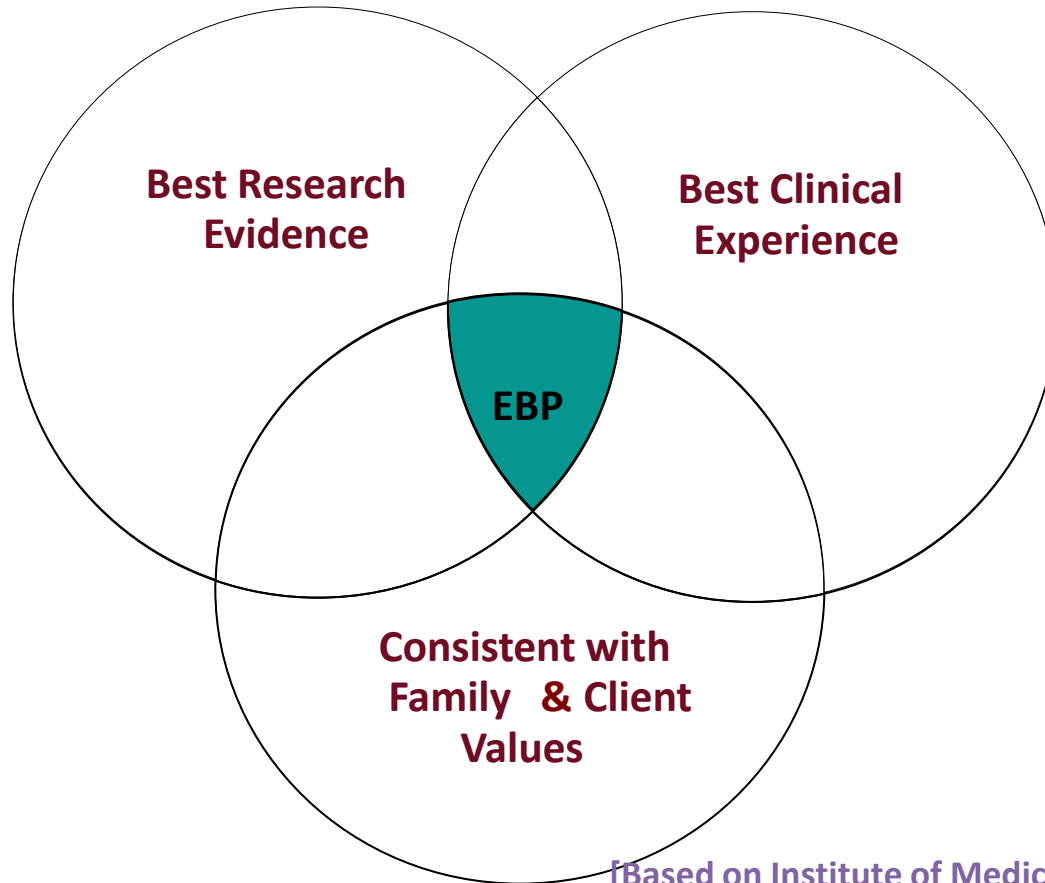 Best Research
Evidence
Best Clinical
Experience
EBP
Consistent with
Family & Client
Values
[Based on Institute of Medic